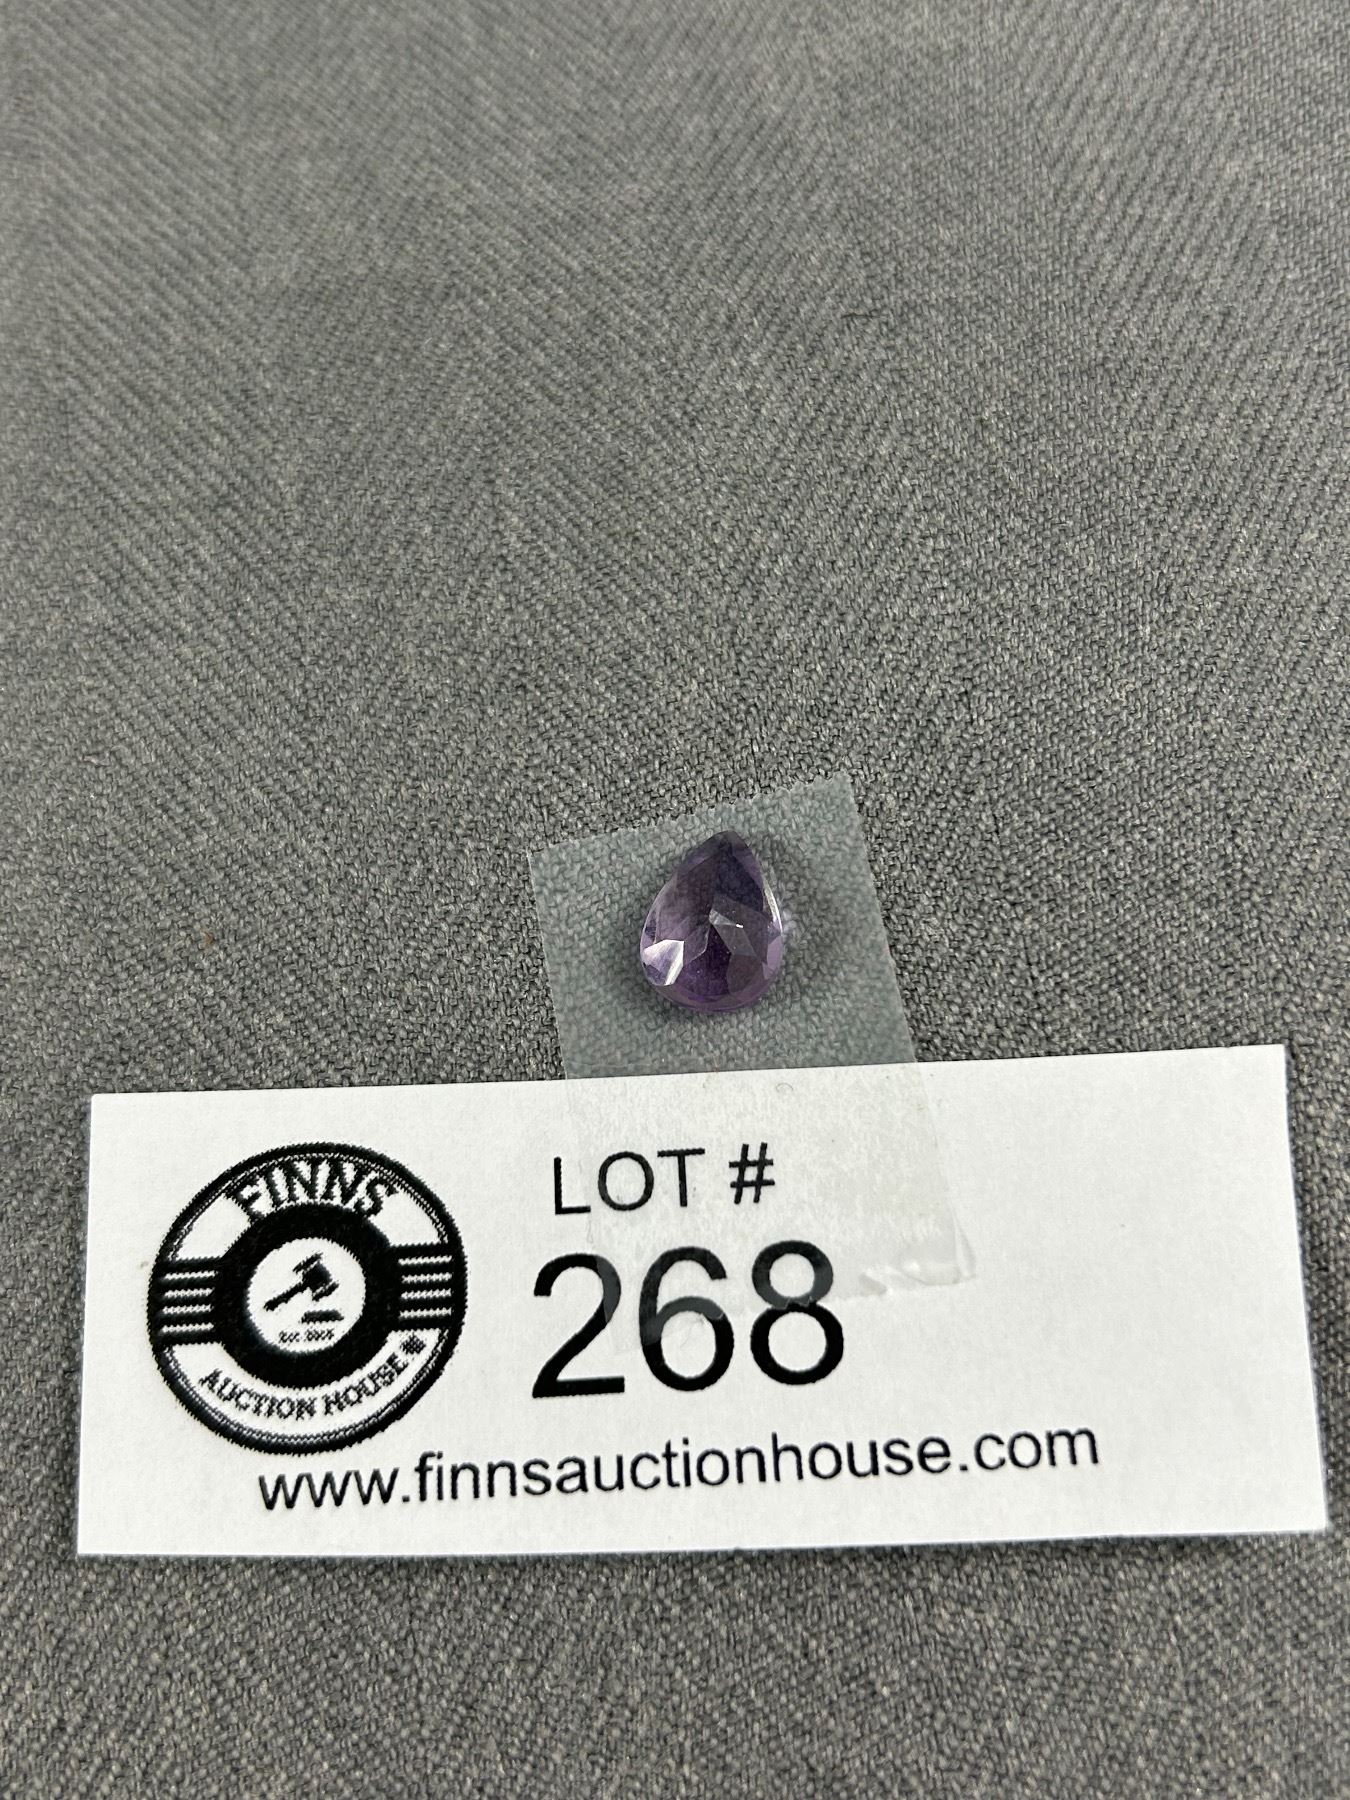 FINNS
AUCTION HOUSE
LOT #
268
www.finnsauctionhouse.com